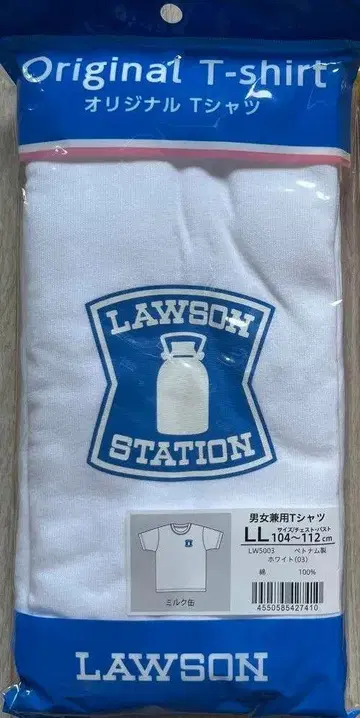 Original T-shirt
オリジナル Tシャツ
LAWSON
STATION
男女兼用Tシャツ
サイズ/チェスト・バスト
LL 104～112cm
LW5003 ベトナム製
ホワイト(03)
綿 100%
ミルク缶
4550585427410
LAWSON